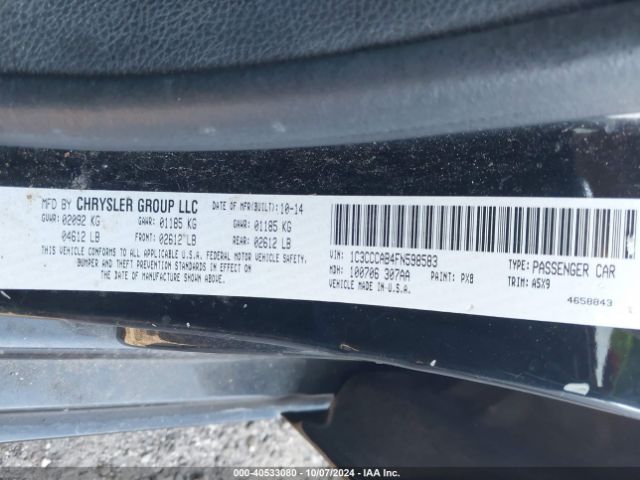 MFD BY CHRYSLER GROUP LLC DATE OF MFR(BUILT): 10-14
GVWR: 02092 KG GAWR: 01185 KG GAWR: 01185 KG
04612 LB FRONT: 02612 LB REAR: 02612 LB
THIS VEHICLE CONFORMS TO ALL APPLICABLE U.S.A. FEDERAL MOTOR VEHICLE SAFETY,
BUMPER AND THEFT PREVENTION STANDARDS IN EFFECT ON
THE DATE OF MANUFACTURE SHOWN ABOVE.
VIN: 1C3CCCAB4FN598583 TYPE: PASSENGER CAR
MDH: 100706 307AA PAINT: PX8 TRIM: A5X9
VEHICLE MADE IN U.S.A.
4658843
000-40533080 - 10/07/2024 - IAA Inc.